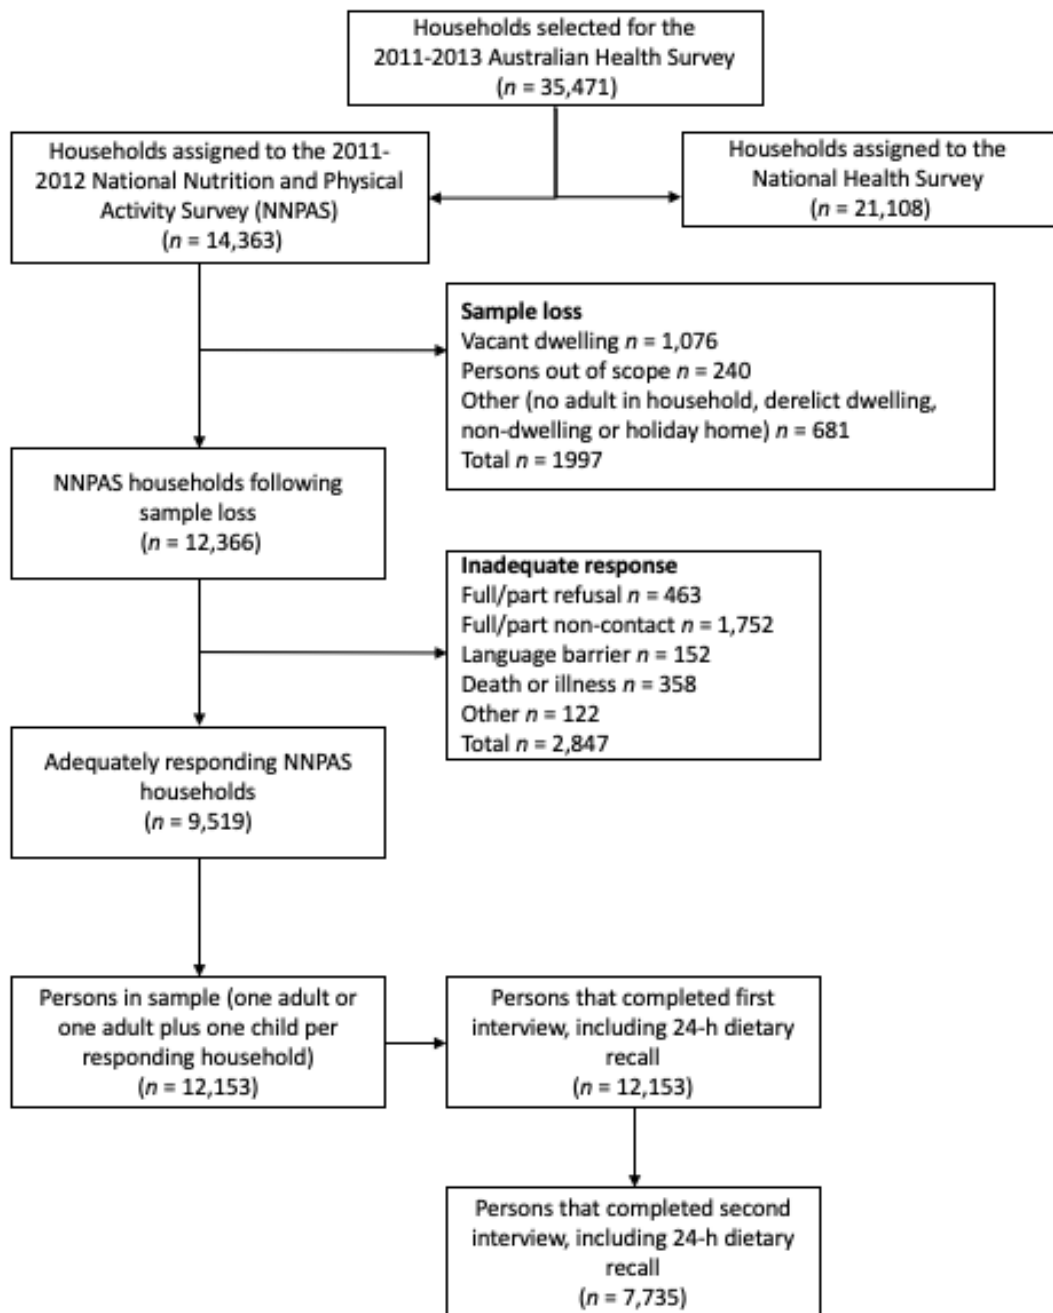 Households selected for the
2011-2013 Australian Health Survey
(n = 35,471)
Households assigned to the 2011-
2012 National Nutrition and Physical
Activity Survey (NNPAS)
(n = 14,363)
Households assigned to the
National Health Survey
(n = 21,108)
Sample loss
Vacant dwelling n = 1,076
Persons out of scope n = 240
Other (no adult in household, derelict dwelling,
non-dwelling or holiday home) n = 681
Total n = 1997
NNPAS households following
sample loss
(n = 12,366)
Inadequate response
Full/part refusal n = 463
Full/part non-contact n = 1,752
Language barrier n = 152
Death or illness n = 358
Other n = 122
Total n = 2,847
Adequately responding NNPAS
households
(n = 9,519)
Persons in sample (one adult or
one adult plus one child per
responding household)
(n = 12,153)
Persons that completed first
interview, including 24-h dietary
recall
(n = 12,153)
Persons that completed second
interview, including 24-h dietary
recall
(n = 7,735)